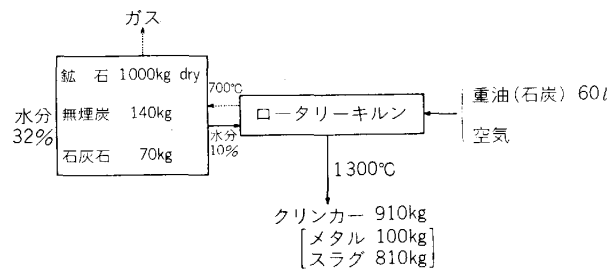 ガス
鉱 石 1000kg dry
無煙炭 140kg
石灰石 70kg
水分
32%
700℃
水分
10%
ロータリーキルン
重油(石炭) 60ℓ
空気
1300℃
クリンカー 910kg
[メタル 100kg]
[スラグ 810kg]